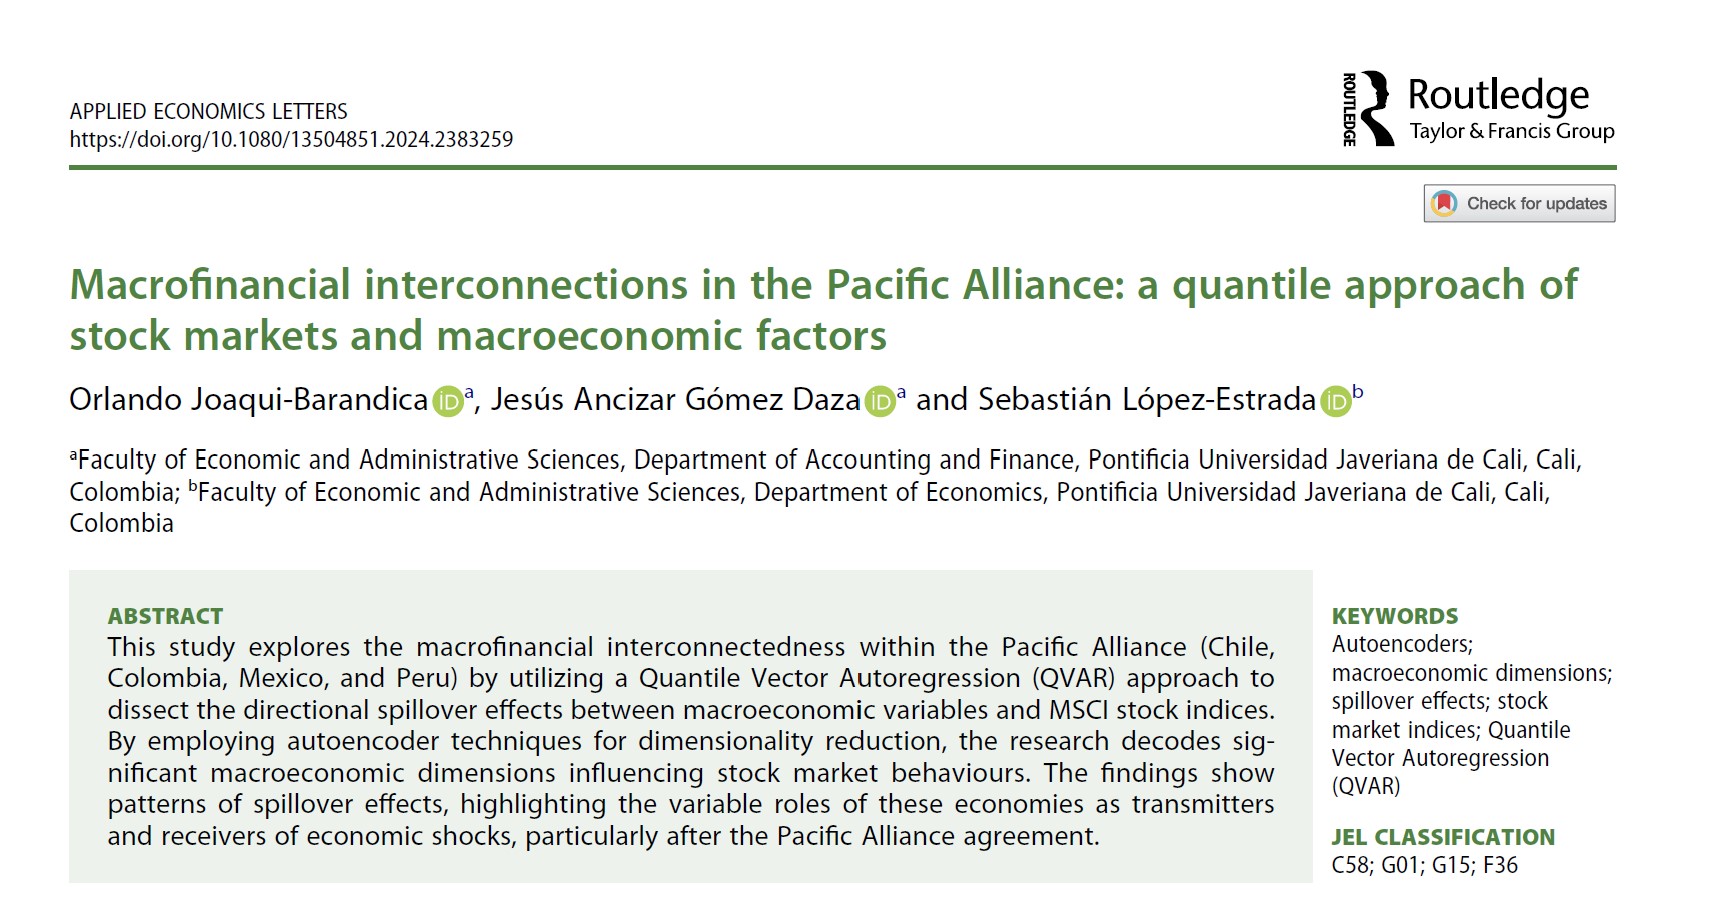 APPLIED ECONOMICS LETTERS
https://doi.org/10.1080/13504851.2024.2383259
ROUTLEDGE
Routledge
Taylor & Francis Group
Check for updates
Macrofinancial interconnections in the Pacific Alliance: a quantile approach of
stock markets and macroeconomic factors
Orlando Joaqui-Barandica iD a, Jesús Ancizar Gómez Daza iD a and Sebastián López-Estrada iD b
aFaculty of Economic and Administrative Sciences, Department of Accounting and Finance, Pontificia Universidad Javeriana de Cali, Cali,
Colombia; bFaculty of Economic and Administrative Sciences, Department of Economics, Pontificia Universidad Javeriana de Cali, Cali,
Colombia
ABSTRACT
This study explores the macrofinancial interconnectedness within the Pacific Alliance (Chile,
Colombia, Mexico, and Peru) by utilizing a Quantile Vector Autoregression (QVAR) approach to
dissect the directional spillover effects between macroeconomic variables and MSCI stock indices.
By employing autoencoder techniques for dimensionality reduction, the research decodes sig-
nificant macroeconomic dimensions influencing stock market behaviours. The findings show
patterns of spillover effects, highlighting the variable roles of these economies as transmitters
and receivers of economic shocks, particularly after the Pacific Alliance agreement.
KEYWORDS
Autoencoders;
macroeconomic dimensions;
spillover effects; stock
market indices; Quantile
Vector Autoregression
(QVAR)
JEL CLASSIFICATION
C58; G01; G15; F36